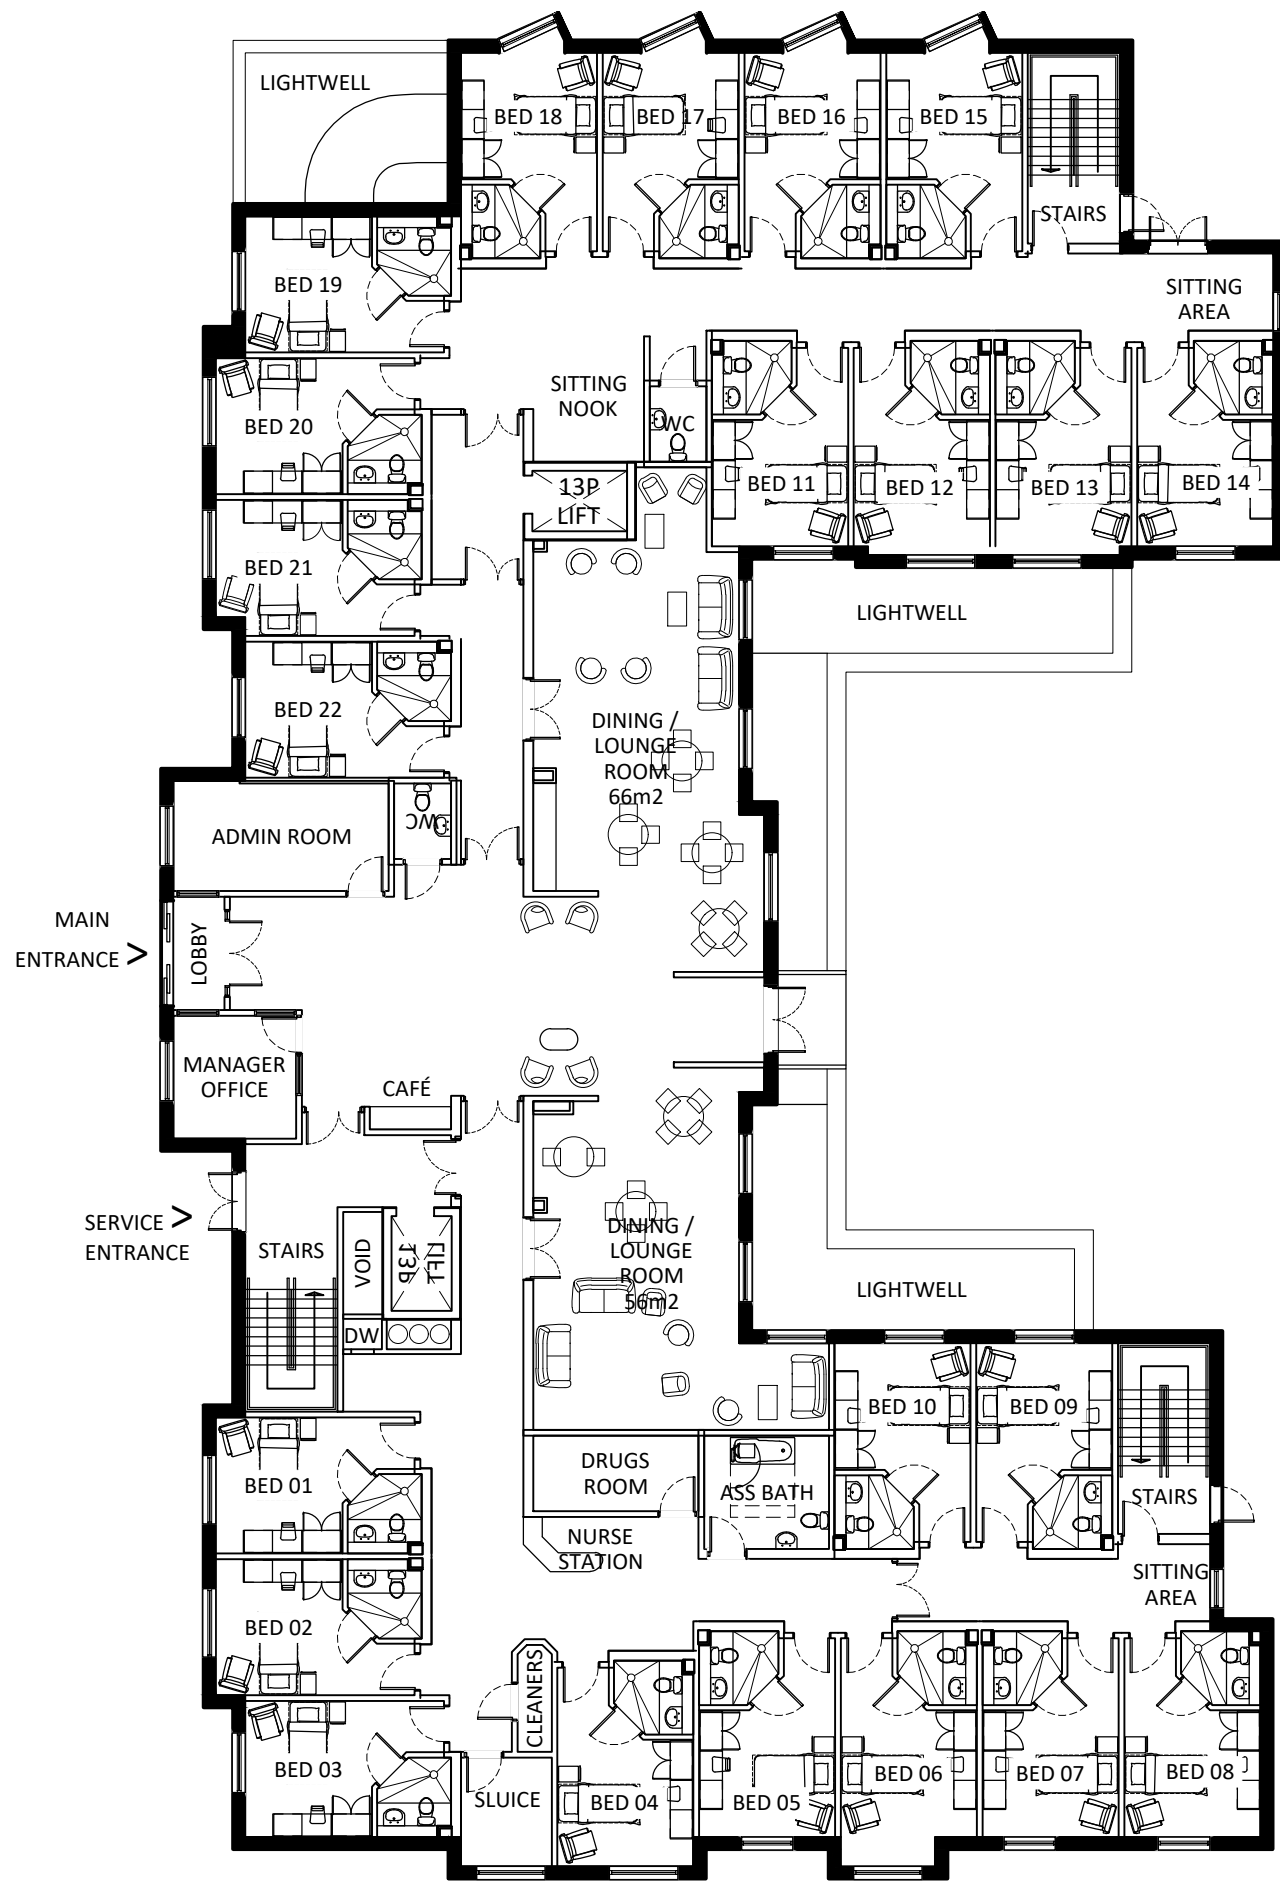 LIGHTWELL
BED 18
BED 17
BED 16
BED 15
STAIRS
BED 19
SITTING
AREA
SITTING
NOOK
WC
BED 20
13P
LIFT
BED 11
BED 12
BED 13
BED 14
BED 21
LIGHTWELL
BED 22
DINING /
LOUNGE
ROOM
66m2
ADMIN ROOM
WC
MAIN
ENTRANCE >
LOBBY
MANAGER
OFFICE
CAFÉ
SERVICE >
ENTRANCE
STAIRS
VOID
13P
LIFT
DW
DINING /
LOUNGE
ROOM
56m2
LIGHTWELL
BED 10
BED 09
BED 01
DRUGS
ROOM
ASS BATH
STAIRS
NURSE
STATION
SITTING
AREA
BED 02
CLEANERS
BED 03
SLUICE
BED 04
BED 05
BED 06
BED 07
BED 08